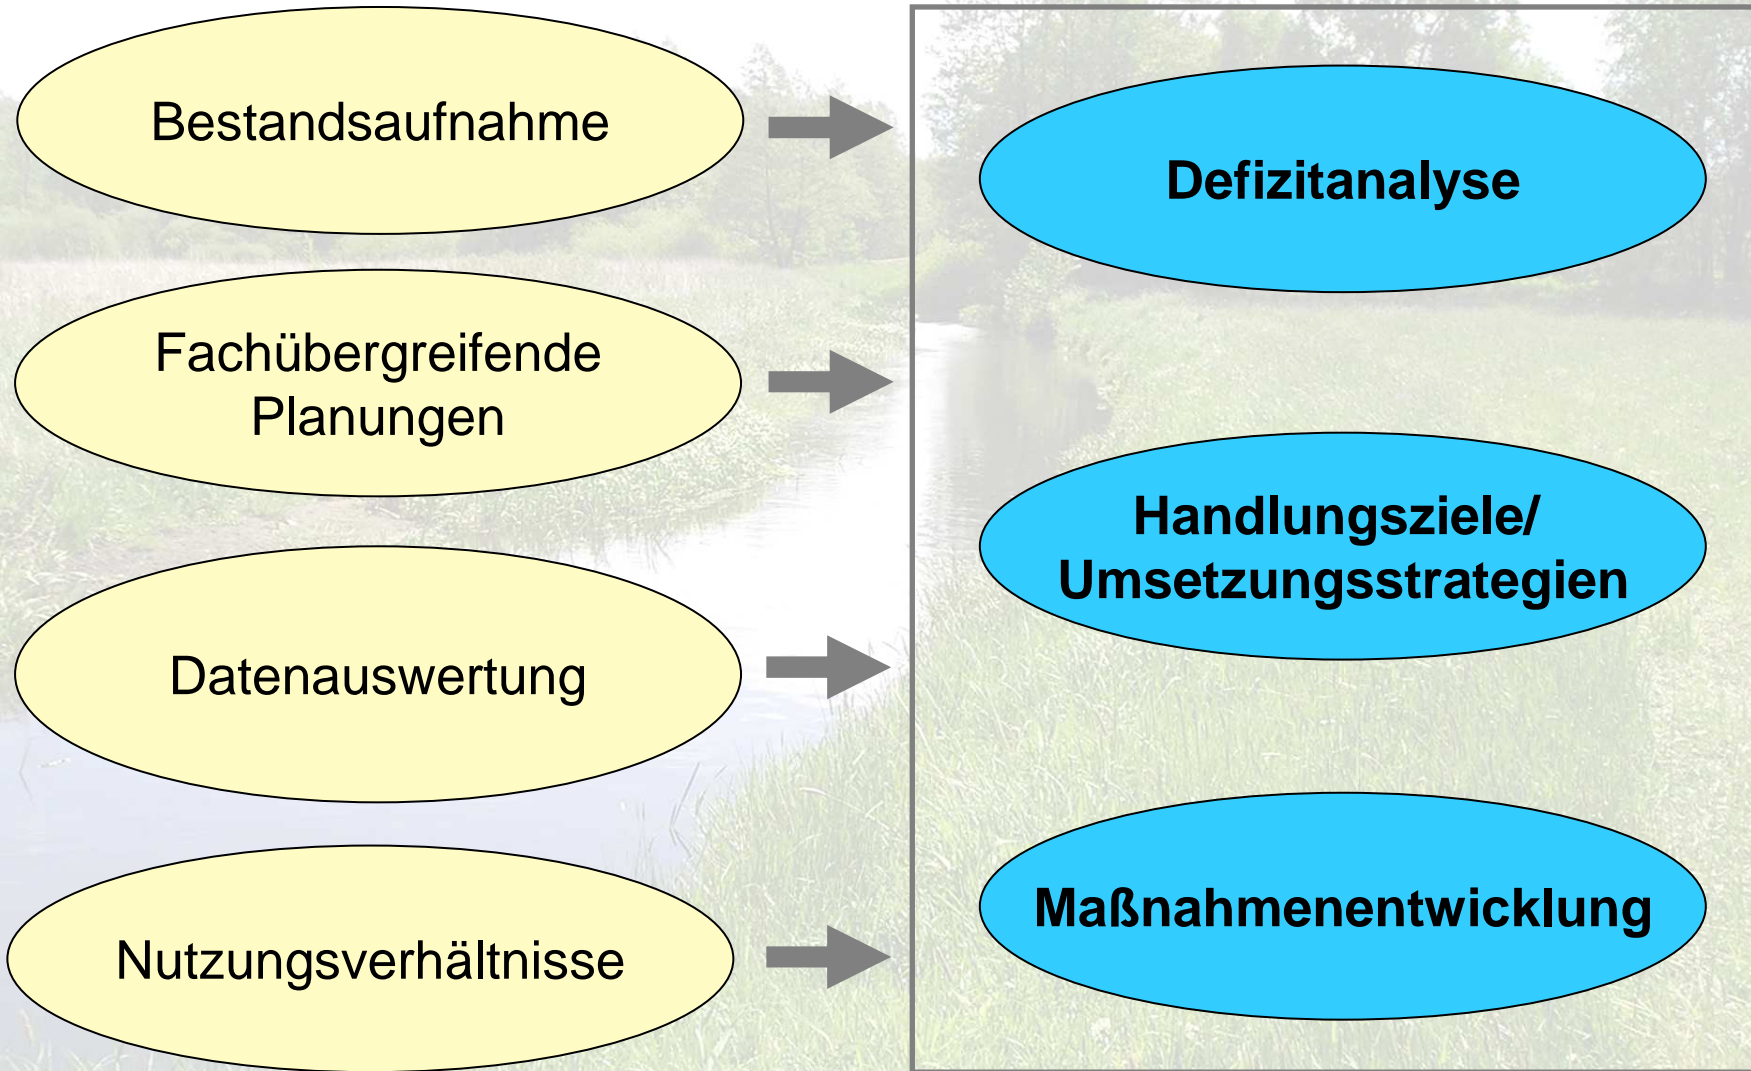 Bestandsaufnahme
Fachübergreifende
Planungen
Datenauswertung
Nutzungsverhältnisse
Defizitanalyse
Handlungsziele/
Umsetzungsstrategien
Maßnahmenentwicklung